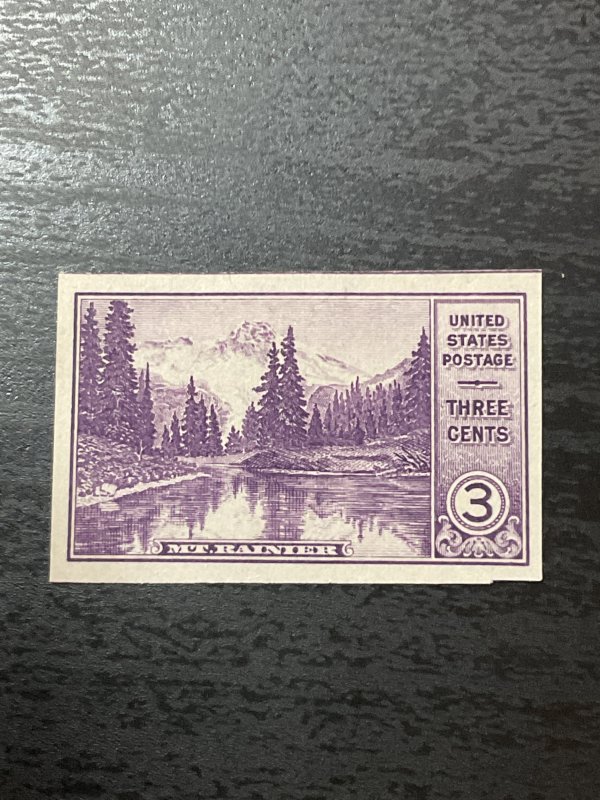 UNITED
STATES
POSTAGE
THREE
CENTS
3
MT. RAINIER